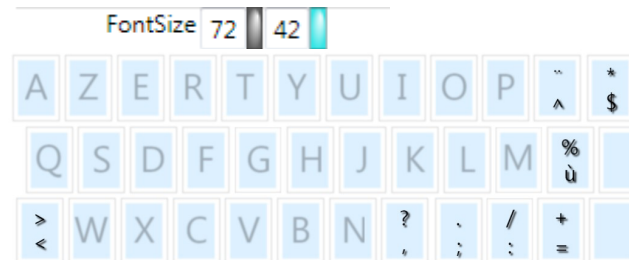 FontSize 72 42
A Z E R T Y U I O P ¨ *
^ $
Q S D F G H J K L M %
ù
> W X C V B N ? . / +
< , ; : =